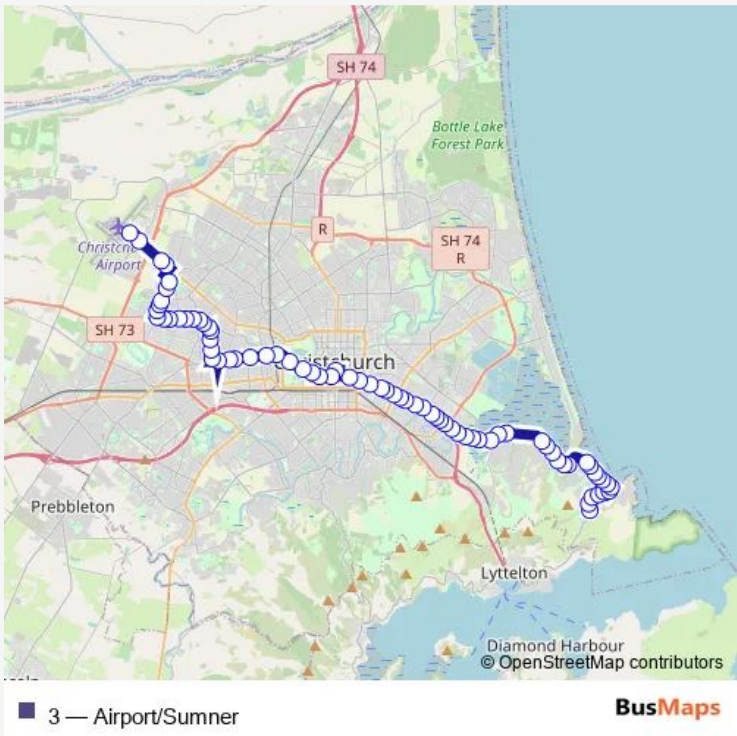 SH 74
Bottle Lake
Forest Park
R
SH 74
R
Airport
SH 73
Prebbleton
Lyttelton
Diamond Harbour
© OpenStreetMap contributors
3 — Airport/Sumner
BusMaps